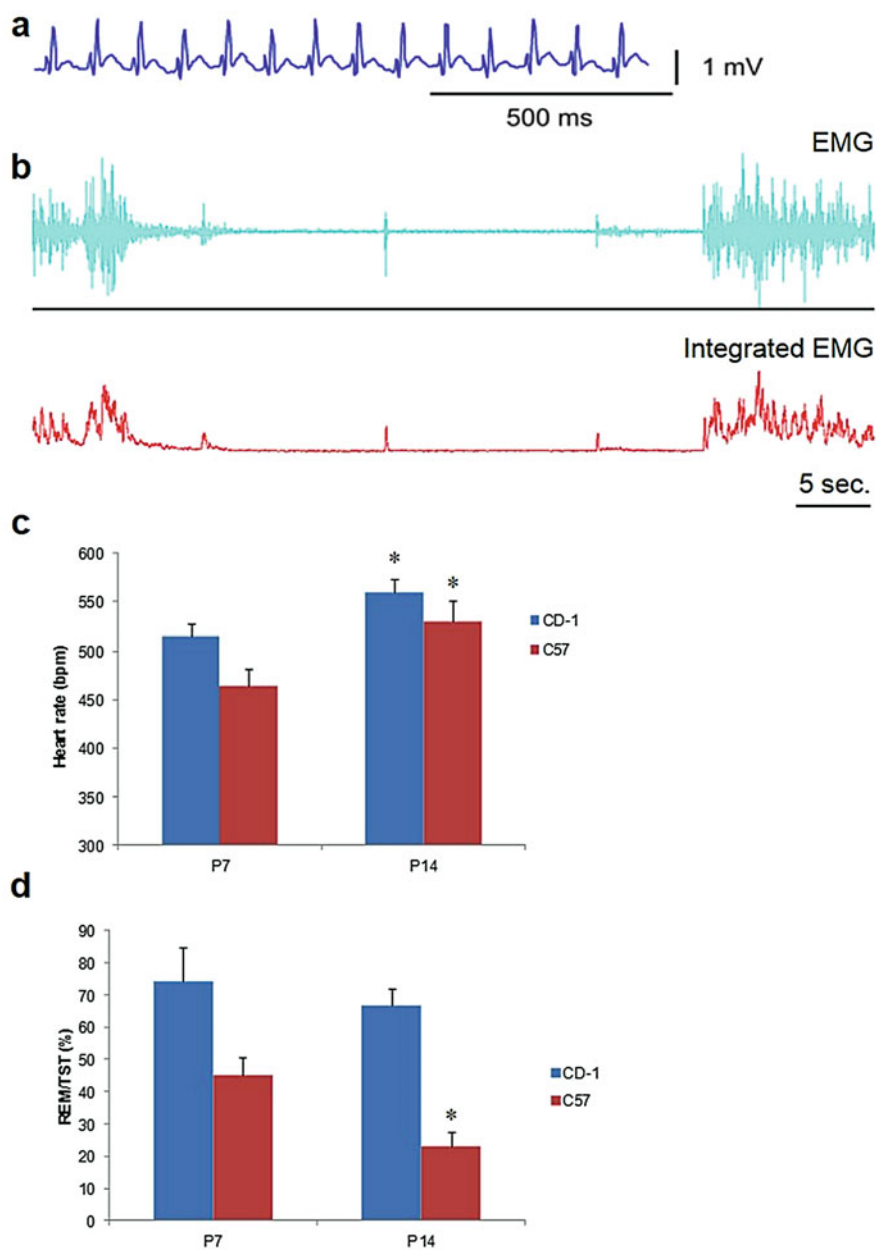 a
1 mV
500 ms
EMG
b
Integrated EMG
5 sec.
c
600
550
500
450
400
350
300
Heart rate (bpm)
* *
CD-1
C57
P7 P14
d
90
80
70
60
50
40
30
20
10
0
REM/TST (%)
*
CD-1
C57
P7 P14